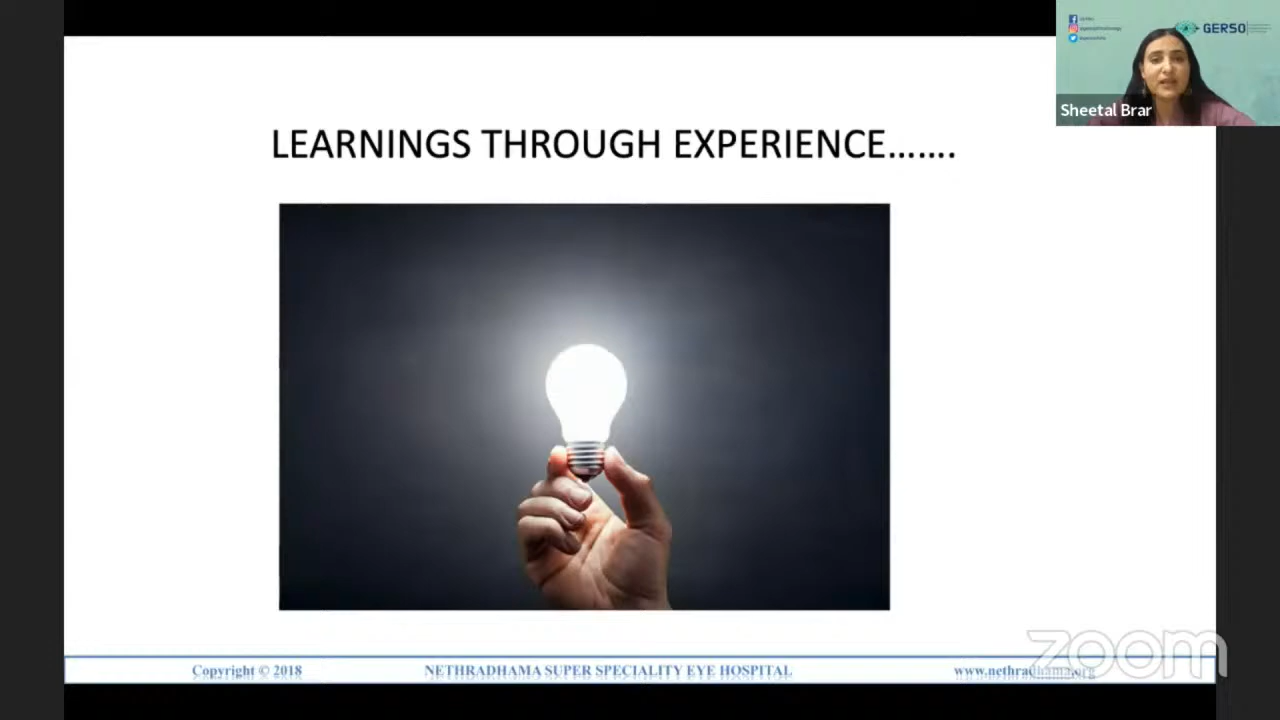 GERSO
Sheetal Brar
LEARNINGS THROUGH EXPERIENCE.......
Copyright © 2018 NETHRADHAMA SUPER SPECIALITY EYE HOSPITAL www.nethradhama.org
zoom